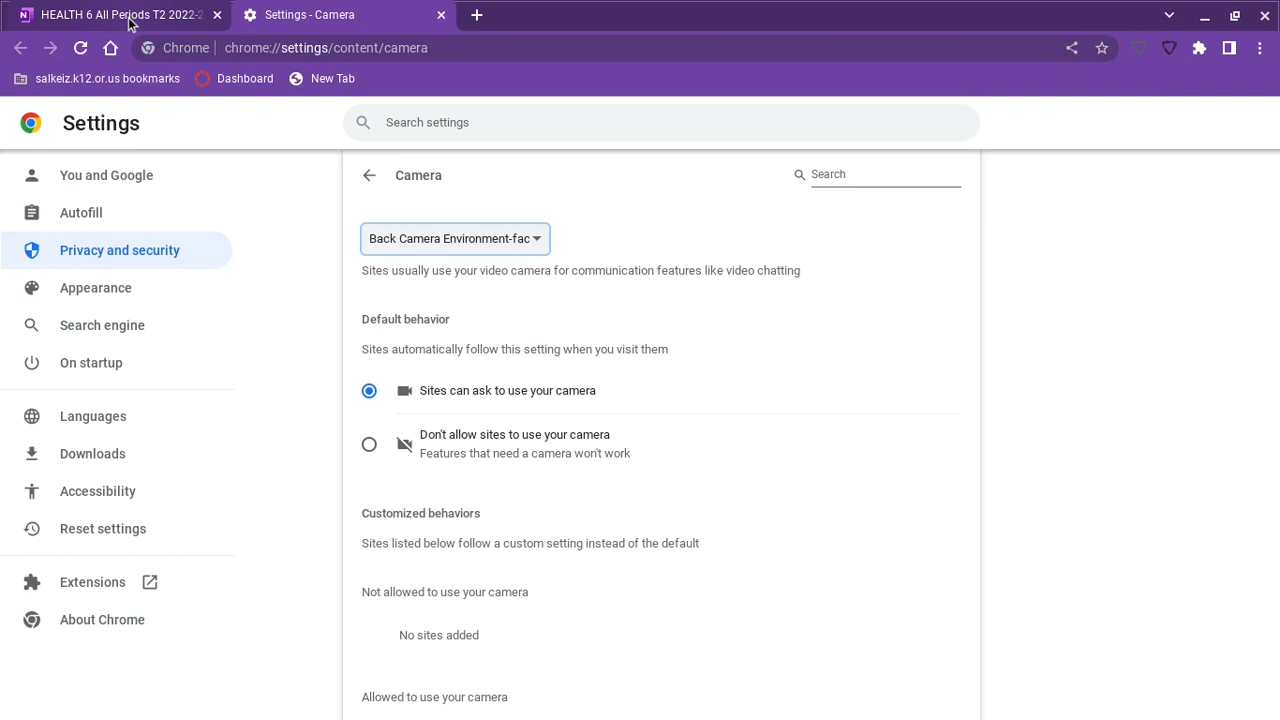 HEALTH 6 All Periods T2 2022-2
Settings - Camera
Chrome
chrome://settings/content/camera
salkeiz.k12.or.us bookmarks
Dashboard
New Tab
Settings
Search settings
You and Google
Autofill
Privacy and security
Appearance
Search engine
On startup
Languages
Downloads
Accessibility
Reset settings
Extensions
About Chrome
Camera
Search
Back Camera Environment-fac
Sites usually use your video camera for communication features like video chatting
Default behavior
Sites automatically follow this setting when you visit them
Sites can ask to use your camera
Don't allow sites to use your camera
Features that need a camera won't work
Customized behaviors
Sites listed below follow a custom setting instead of the default
Not allowed to use your camera
No sites added
Allowed to use your camera